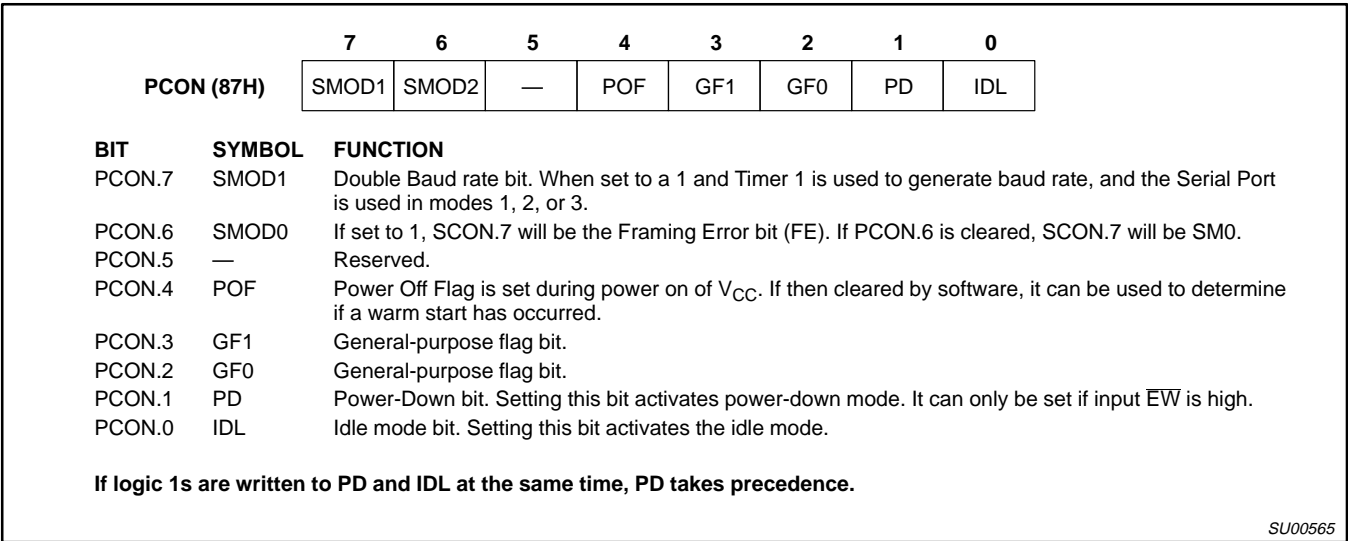 7 6 5 4 3 2 1 0
PCON (87H) SMOD1 SMOD2 — POF GF1 GF0 PD IDL
BIT SYMBOL FUNCTION
PCON.7 SMOD1 Double Baud rate bit. When set to a 1 and Timer 1 is used to generate baud rate, and the Serial Port
is used in modes 1, 2, or 3.
PCON.6 SMOD0 If set to 1, SCON.7 will be the Framing Error bit (FE). If PCON.6 is cleared, SCON.7 will be SM0.
PCON.5 — Reserved.
PCON.4 POF Power Off Flag is set during power on of VCC. If then cleared by software, it can be used to determine
if a warm start has occurred.
PCON.3 GF1 General-purpose flag bit.
PCON.2 GF0 General-purpose flag bit.
PCON.1 PD Power-Down bit. Setting this bit activates power-down mode. It can only be set if input E̅W̅ is high.
PCON.0 IDL Idle mode bit. Setting this bit activates the idle mode.
If logic 1s are written to PD and IDL at the same time, PD takes precedence.
SU00565